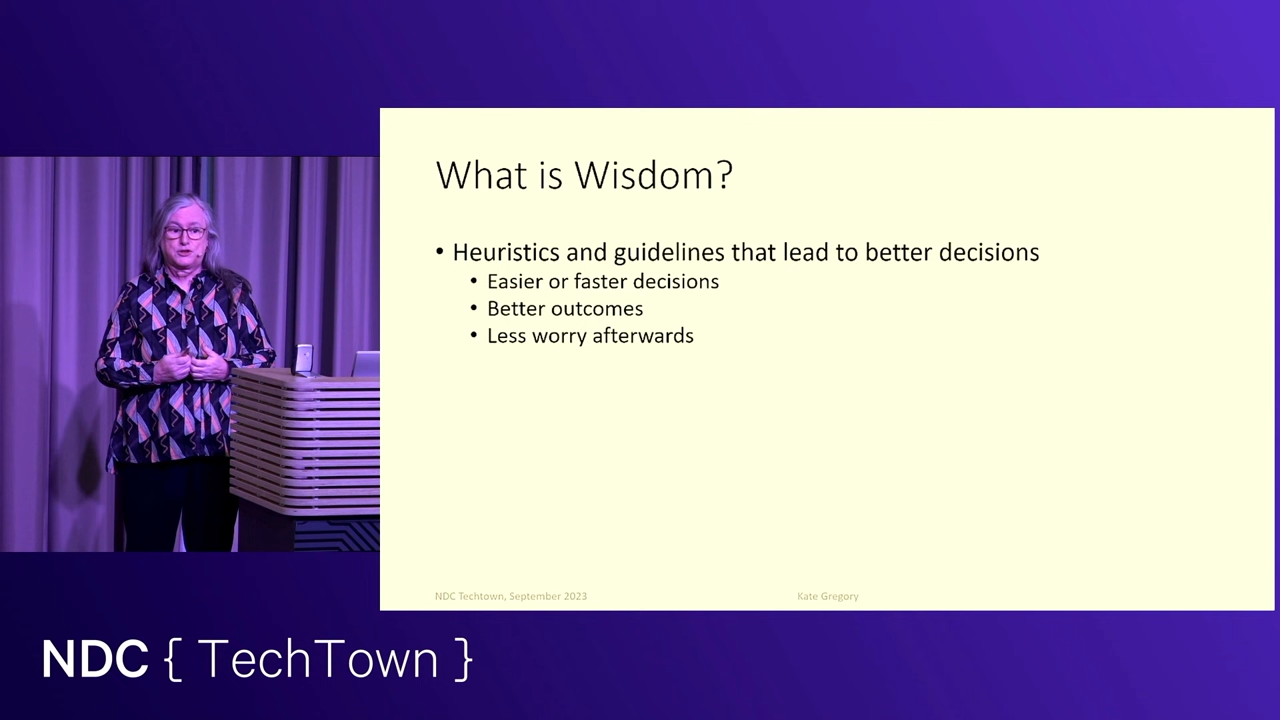 What is Wisdom?
• Heuristics and guidelines that lead to better decisions
• Easier or faster decisions
• Better outcomes
• Less worry afterwards
NDC Techtown, September 2023
Kate Gregory
NDC { TechTown }